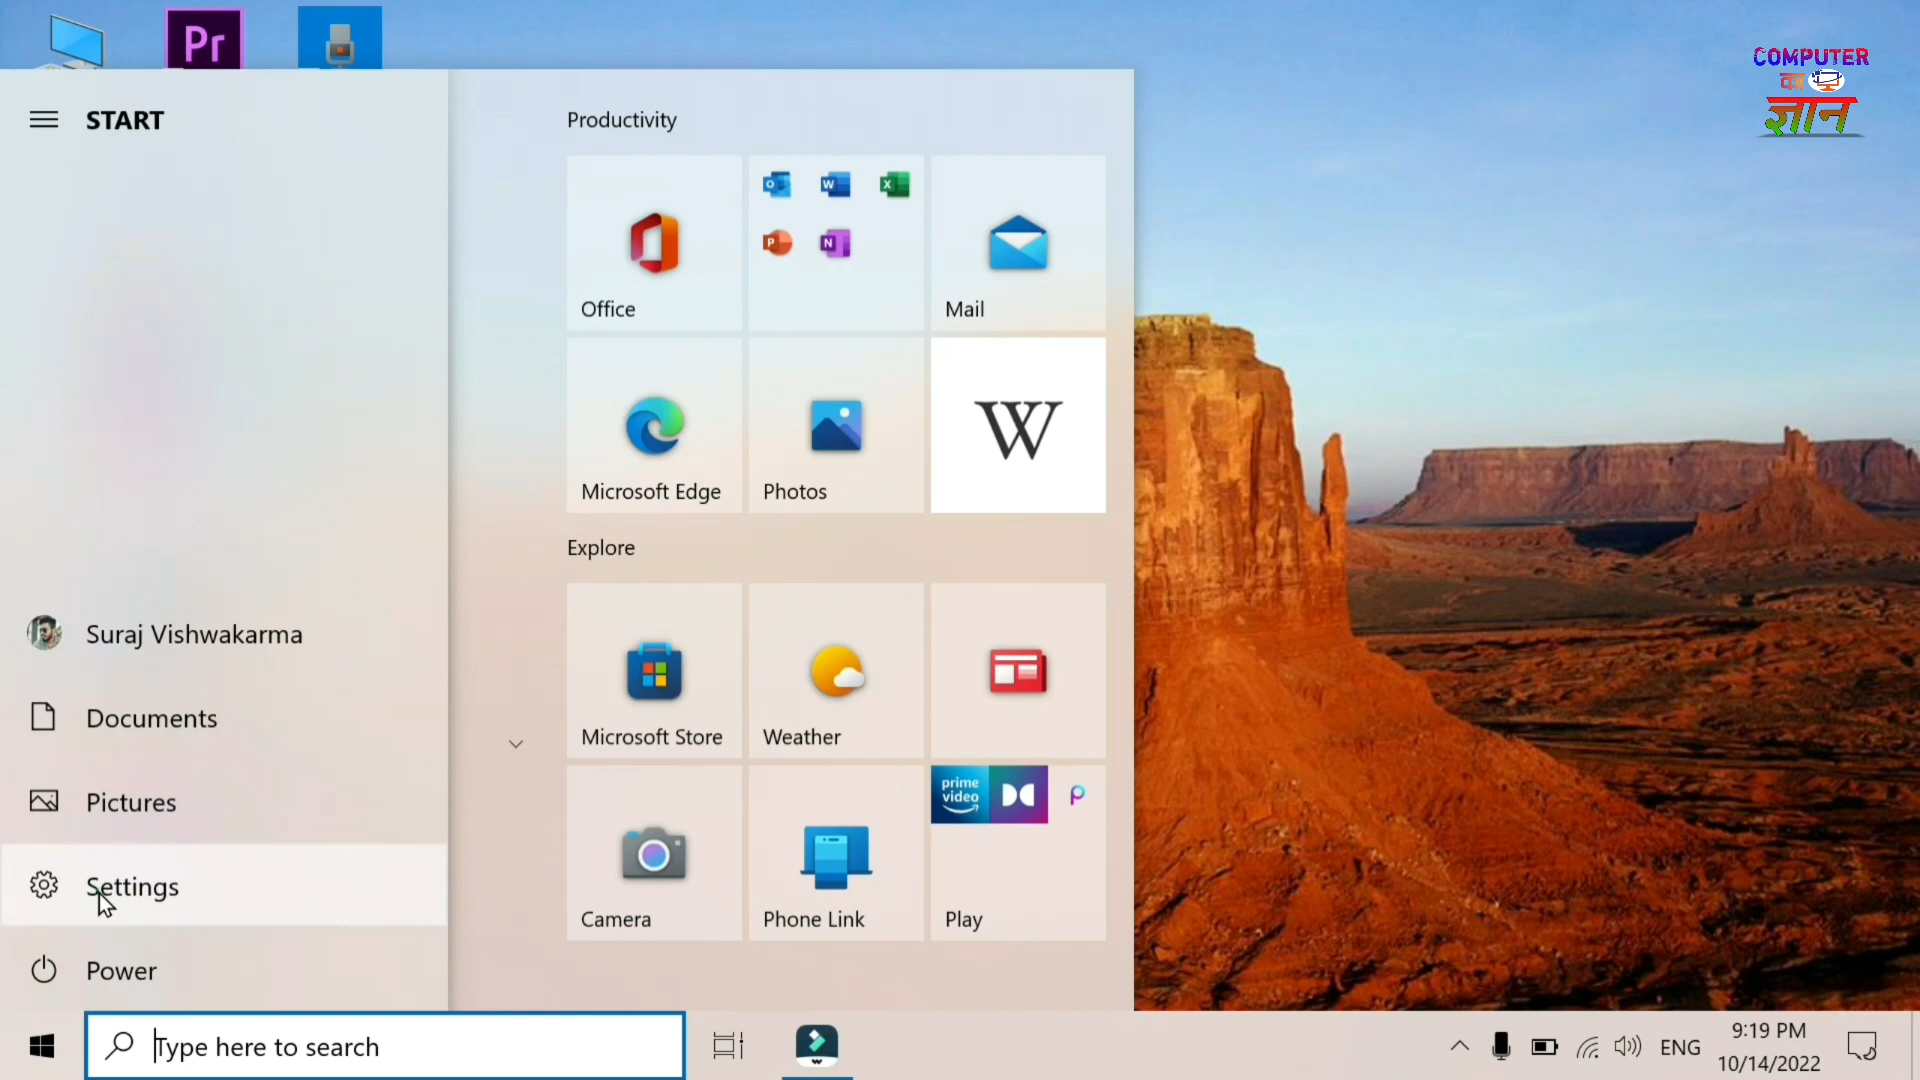 Pr
COMPUTER
का
ज्ञान
START
Productivity
Office
Mail
Microsoft Edge
Photos
W
Explore
Microsoft Store
Weather
prime
video
Camera
Phone Link
Play
Suraj Vishwakarma
Documents
Pictures
Settings
Power
Type here to search
ENG
9:19 PM
10/14/2022